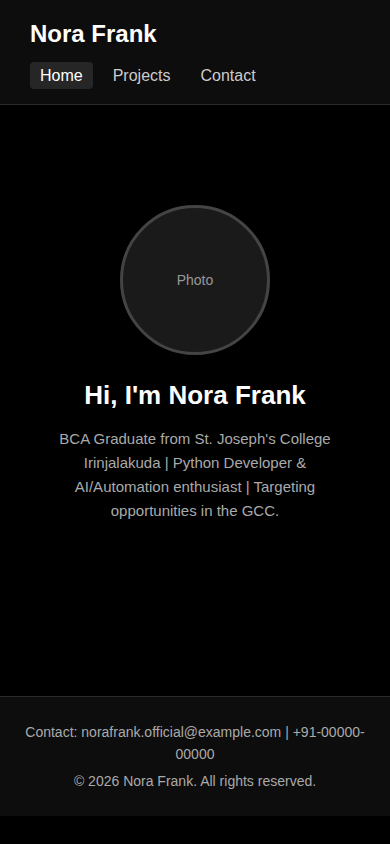 Nora Frank
Home Projects Contact
Photo
Hi, I'm Nora Frank
BCA Graduate from St. Joseph's College
Irinjalakuda | Python Developer &
AI/Automation enthusiast | Targeting
opportunities in the GCC.
Contact: norafrank.official@example.com | +91-00000-
00000
© 2026 Nora Frank. All rights reserved.